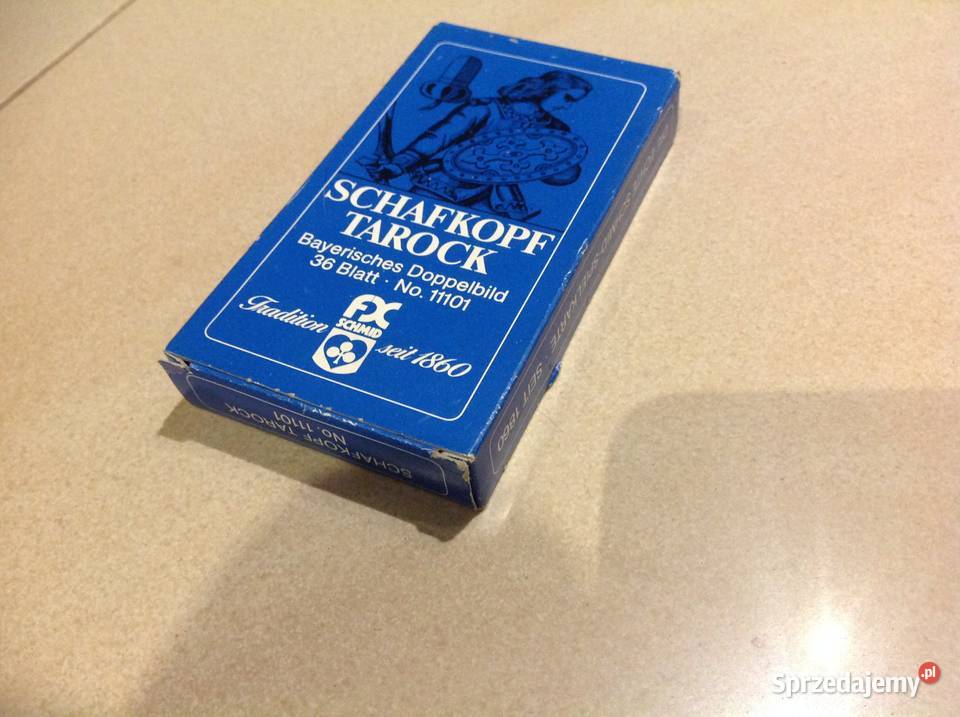 SCHAFKOPF
TAROCK
Bayerisches Doppelbild
36 Blatt · No. 11101
FX
SCHMID
Tradition seit 1860
SCHAFKOPF TAROCK
No. 11101
SPIELKARTE SEIT 1860
Sprzedajemy.pl